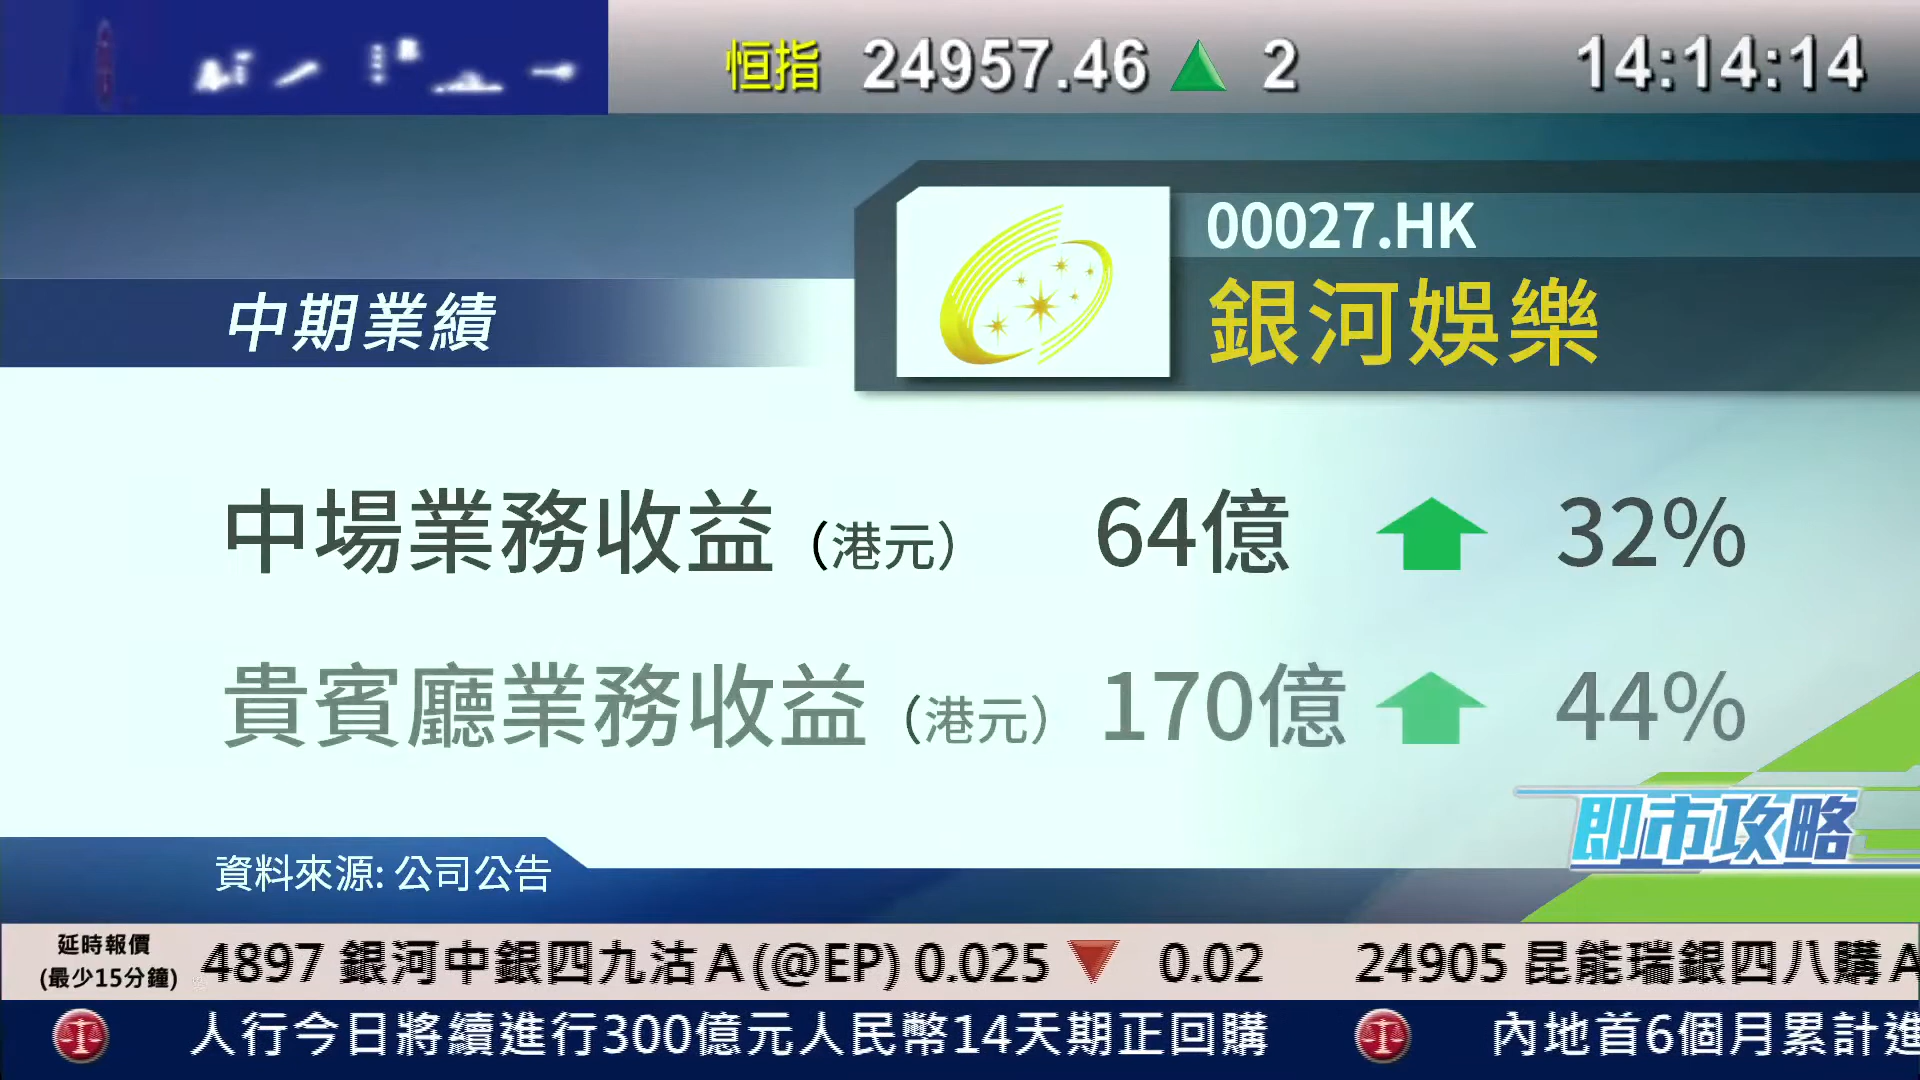 恒指 24957.46 ▲ 2
14:14:14
00027.HK
銀河娛樂
中期業績
中場業務收益（港元） 64億 32%
貴賓廳業務收益（港元） 170億 44%
即市攻略
資料來源: 公司公告
延時報價
(最少15分鐘)
4897 銀河中銀四九沽A(@EP) 0.025 ▼ 0.02 24905 昆能瑞銀四八購A
人行今日將續進行300億元人民幣14天期正回購 內地首6個月累計進